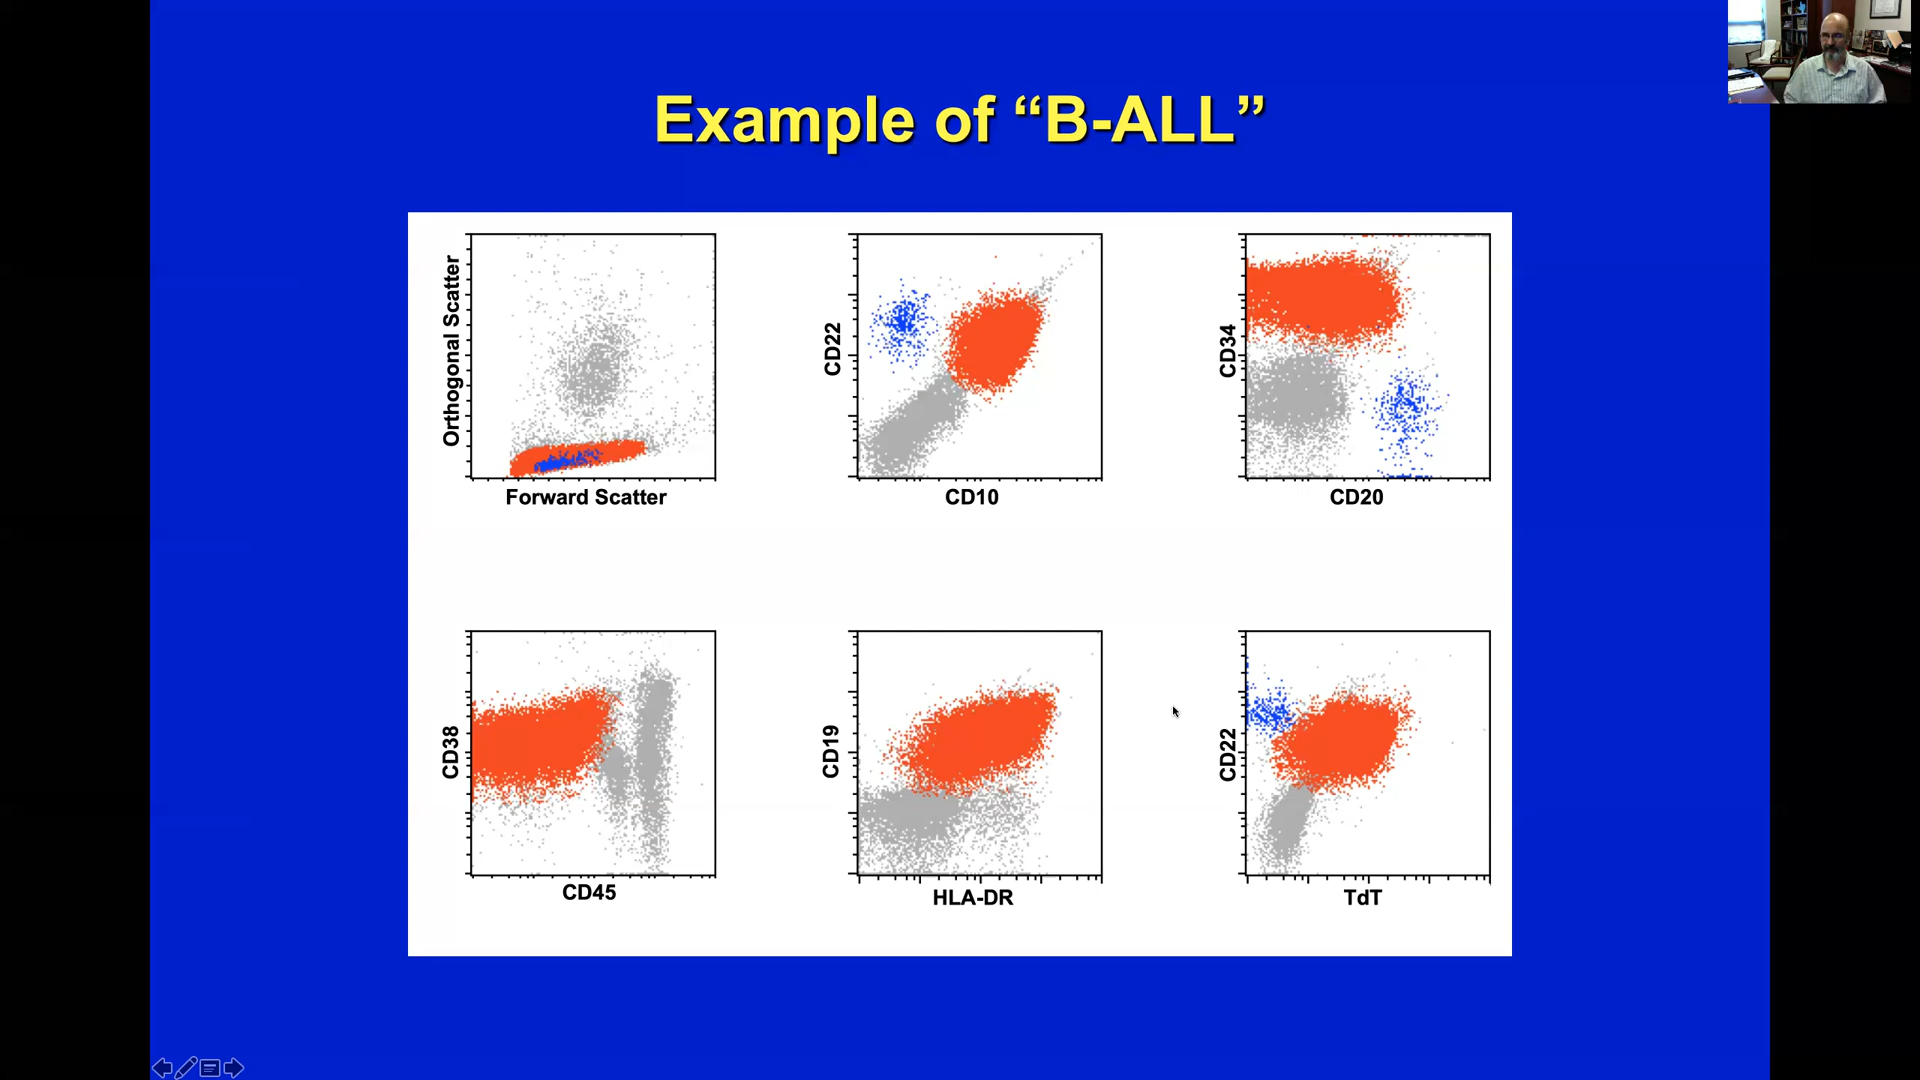 Example of “B-ALL”
Orthogonal Scatter
Forward Scatter
CD22
CD10
CD34
CD20
CD38
CD45
CD19
HLA-DR
CD22
TdT